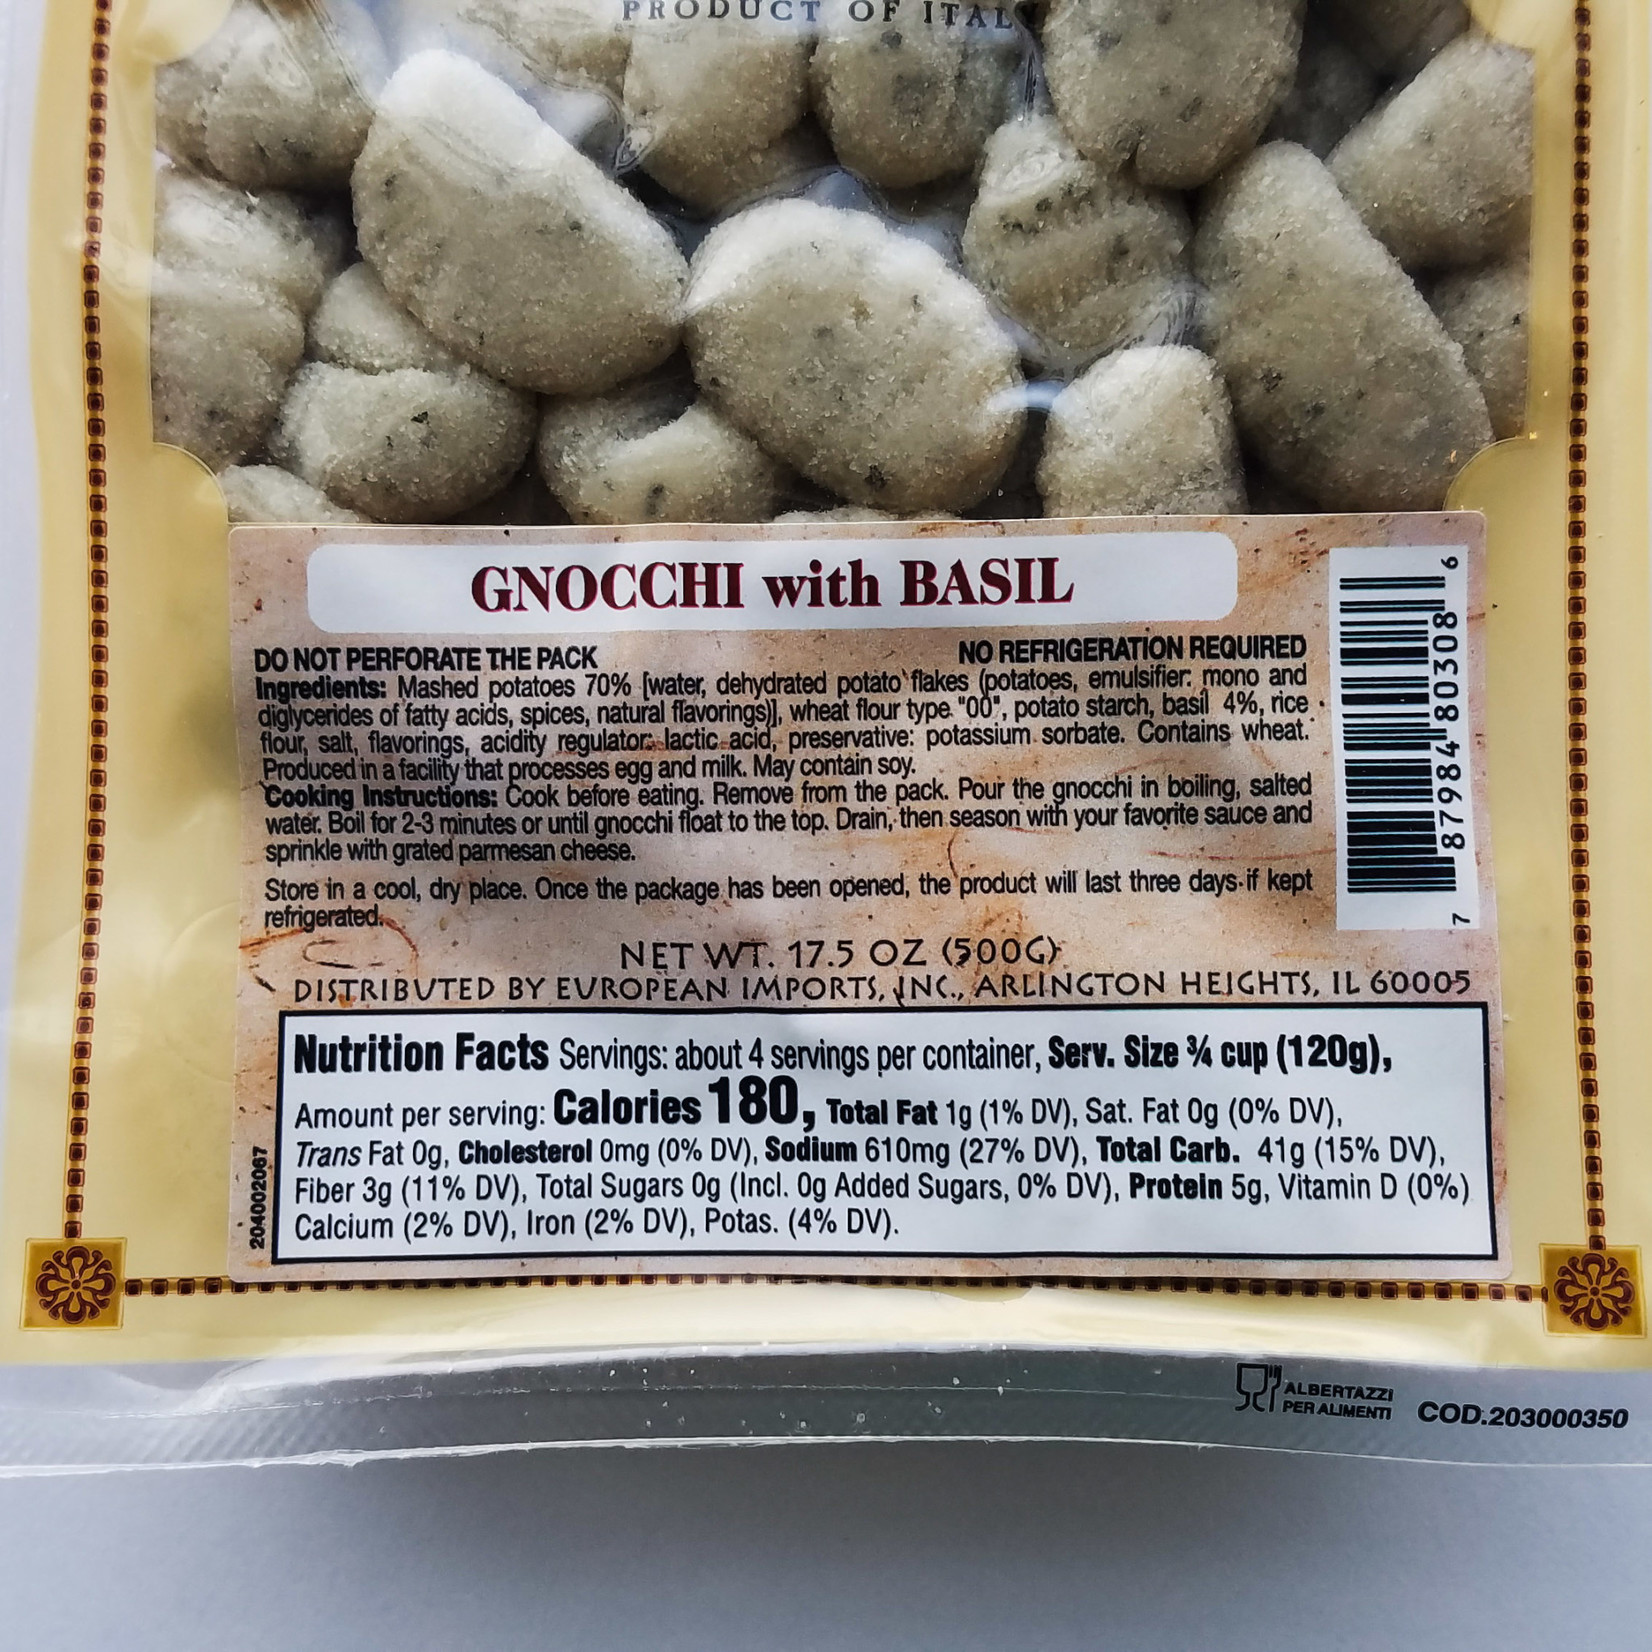 PRODUCT OF ITALY
GNOCCHI with BASIL
DO NOT PERFORATE THE PACK NO REFRIGERATION REQUIRED
Ingredients: Mashed potatoes 70% [water, dehydrated potato flakes (potatoes, emulsifier: mono and
diglycerides of fatty acids, spices, natural flavorings)], wheat flour type "00", potato starch, basil 4%, rice
flour, salt, flavorings, acidity regulator: lactic acid, preservative: potassium sorbate. Contains wheat.
Produced in a facility that processes egg and milk. May contain soy.
Cooking Instructions: Cook before eating. Remove from the pack. Pour the gnocchi in boiling, salted
water. Boil for 2-3 minutes or until gnocchi float to the top. Drain, then season with your favorite sauce and
sprinkle with grated parmesan cheese.
Store in a cool, dry place. Once the package has been opened, the product will last three days if kept
refrigerated.
NET WT. 17.5 OZ (500G)
DISTRIBUTED BY EUROPEAN IMPORTS, INC., ARLINGTON HEIGHTS, IL 60005
7 87984 80308 6
Nutrition Facts Servings: about 4 servings per container, Serv. Size ¾ cup (120g),
Amount per serving: Calories 180, Total Fat 1g (1% DV), Sat. Fat 0g (0% DV),
Trans Fat 0g, Cholesterol 0mg (0% DV), Sodium 610mg (27% DV), Total Carb. 41g (15% DV),
Fiber 3g (11% DV), Total Sugars 0g (Incl. 0g Added Sugars, 0% DV), Protein 5g, Vitamin D (0%)
Calcium (2% DV), Iron (2% DV), Potas. (4% DV).
204002067
ALBERTAZZI
PER ALIMENTI
COD.203000350